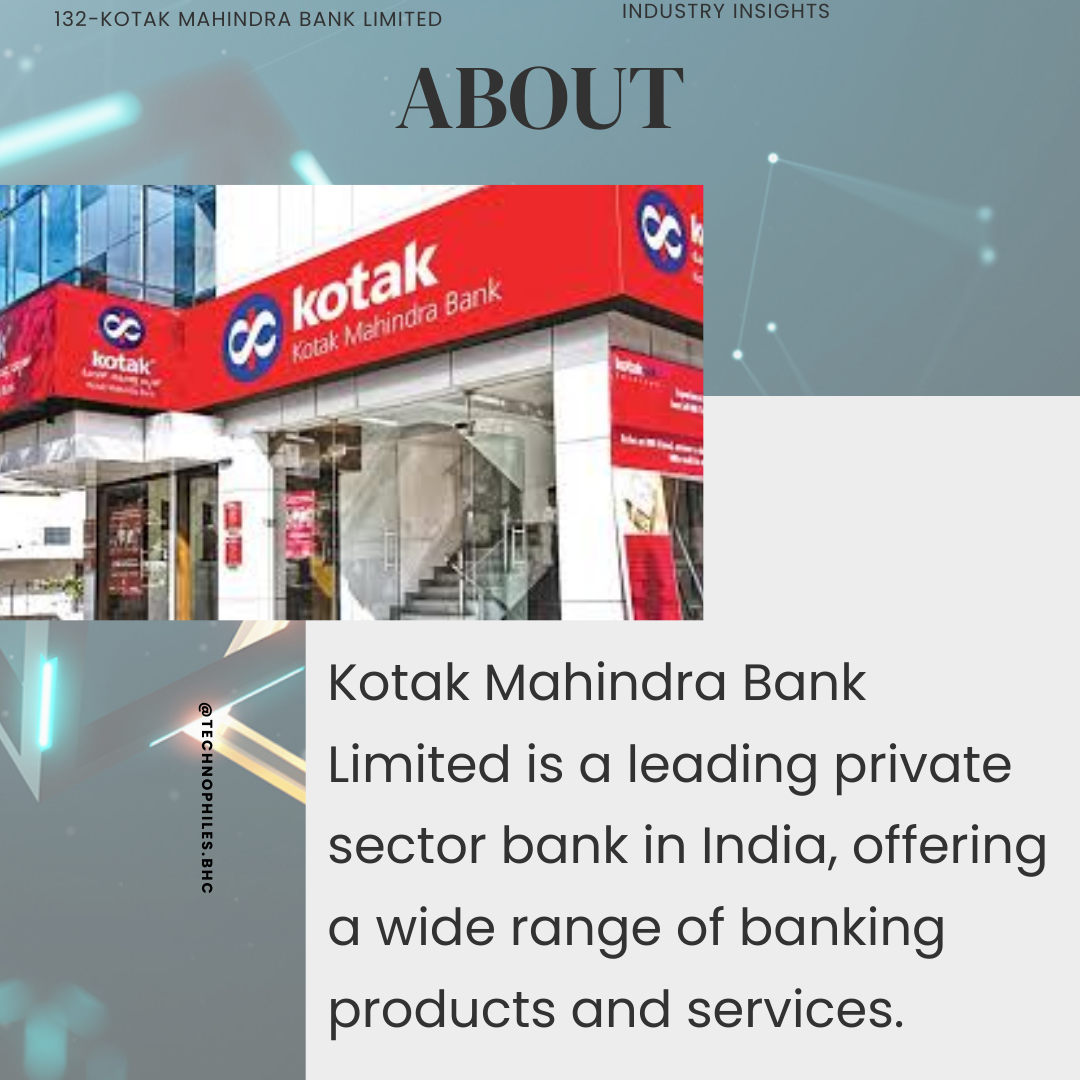 132-KOTAK MAHINDRA BANK LIMITED
INDUSTRY INSIGHTS
ABOUT
kotak
Kotak Mahindra Bank
kotak
kotak
@TECHNOPHILES.BHC
Kotak Mahindra Bank
Limited is a leading private
sector bank in India, offering
a wide range of banking
products and services.